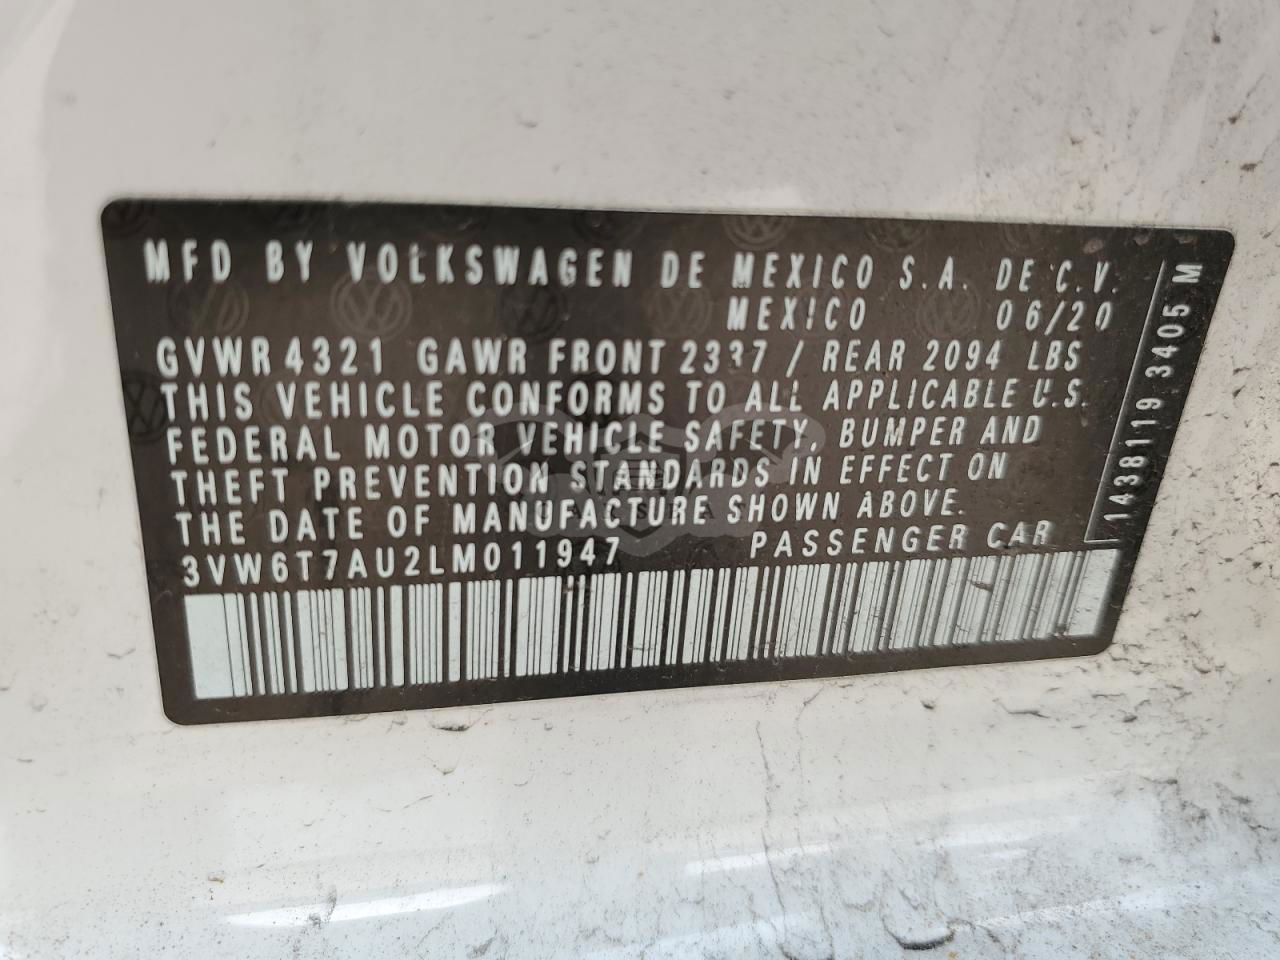 MFD BY VOLKSWAGEN DE MEXICO S.A. DE C.V.
MEXICO 06/20
GVWR 4321 GAWR FRONT 2337 / REAR 2094 LBS
THIS VEHICLE CONFORMS TO ALL APPLICABLE U.S.
FEDERAL MOTOR VEHICLE SAFETY, BUMPER AND
THEFT PREVENTION STANDARDS IN EFFECT ON
THE DATE OF MANUFACTURE SHOWN ABOVE.
3VW6T7AU2LM011947 PASSENGER CAR
1438119 3405 M